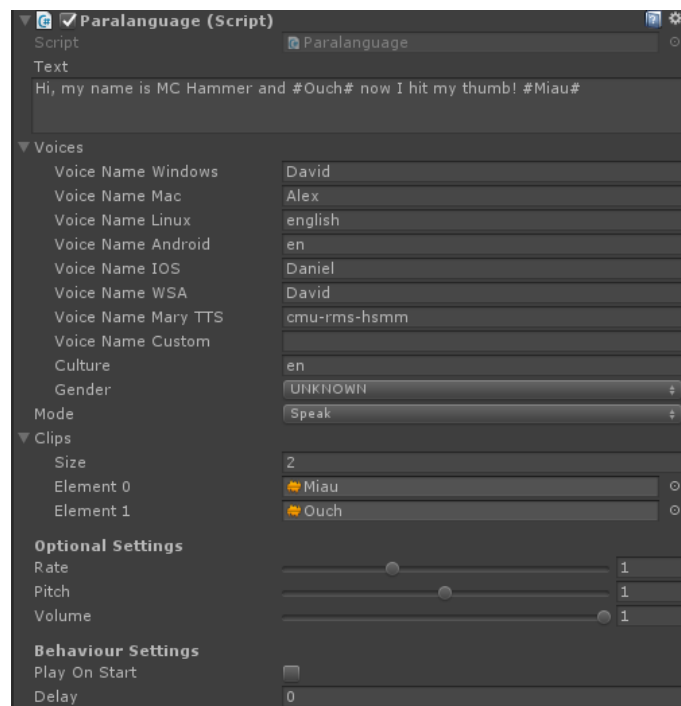 Paralanguage (Script)
Script Paralanguage
Text
Hi, my name is MC Hammer and #Ouch# now I hit my thumb! #Miau#
Voices
Voice Name Windows David
Voice Name Mac Alex
Voice Name Linux english
Voice Name Android en
Voice Name IOS Daniel
Voice Name WSA David
Voice Name Mary TTS cmu-rms-hsmm
Voice Name Custom
Culture en
Gender UNKNOWN
Mode Speak
Clips
Size 2
Element 0 Miau
Element 1 Ouch
Optional Settings
Rate 1
Pitch 1
Volume 1
Behaviour Settings
Play On Start
Delay 0